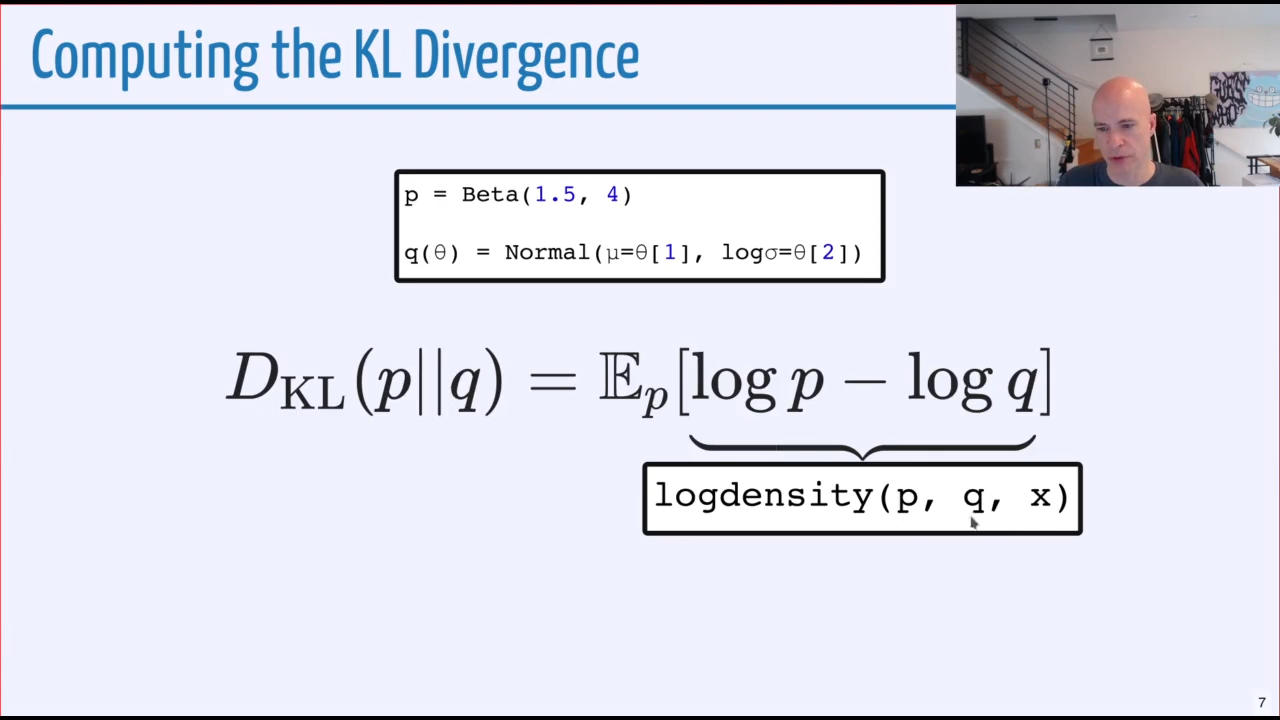 Computing the KL Divergence
p = Beta(1.5, 4)
q(θ) = Normal(μ=θ[1], logσ=θ[2])
D_KL(p||q) = 𝔼_p[log p − log q]
logdensity(p, q, x)
7